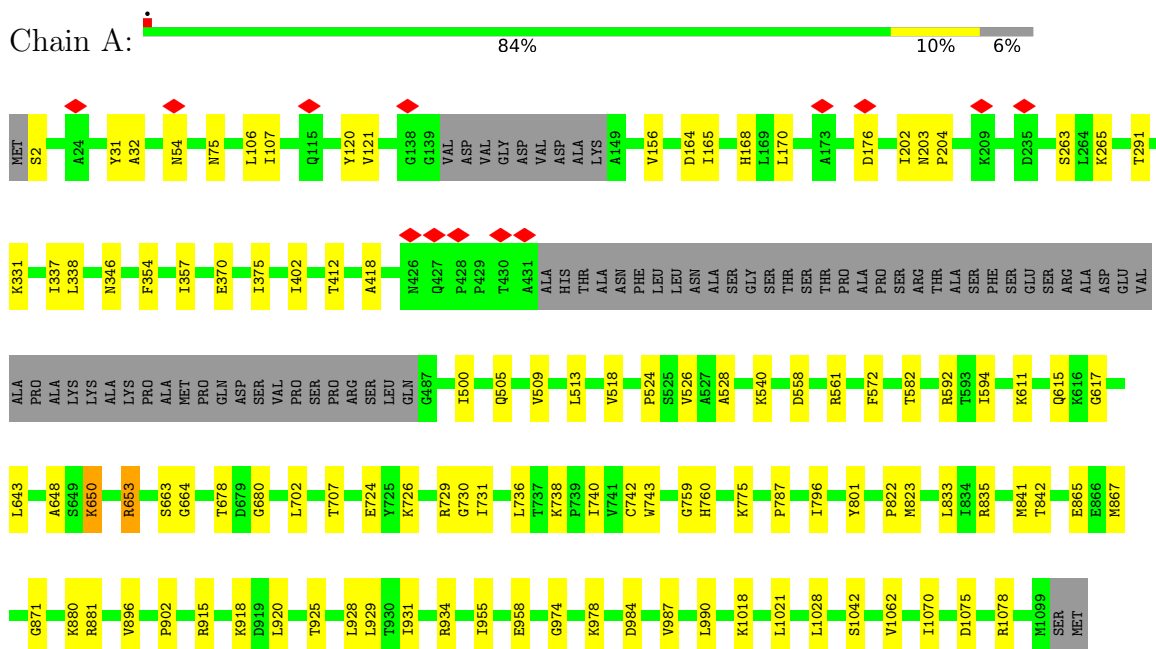 Chain A:
84% 10% 6%
MET S2 A24 Y31 A32 N54 N75 L106 I107 Q115 Y120 V121 G138 G139 VAL ASP VAL GLY ASP VAL ASP ALA LYS A149 V156 D164 I165 H168 L169 L170 A173 D176 I202 N203 P204 K209 D235 S263 L264 K265 T291
K331 I337 L338 N346 F354 I357 E370 I375 I402 T412 A418 N426 Q427 P428 P429 T430 A431 ALA HIS THR ALA ASN PHE LEU LEU ASN ALA SER GLY SER THR SER THR PRO ALA PRO SER ARG THR ALA SER PHE SER GLU SER ARG ALA ASP GLU VAL
ALA PRO ALA LYS LYS ALA LYS PRO ALA MET PRO GLN ASP SER VAL PRO SER PRO ARG SER LEU GLN G487 I500 Q505 V509 L513 V518 P524 S525 V526 A527 A528 K540 D558 R561 F572 T582 R592 T593 I594 K611 Q615 K616 G617
L643 A648 S649 K650 R653 S663 G664 T678 D679 G680 L702 T707 E724 Y725 K726 R729 G730 I731 L736 T737 K738 P739 I740 V741 C742 W743 G759 H760 K775 P787 I796 Y801 P822 M823 L833 I834 R835 M841 T842 E865 E866 M867
G871 K880 R881 V896 P902 R915 K918 D919 L920 T925 L928 L929 T930 I931 R934 I955 E958 G974 K978 D984 V987 L990 K1018 L1021 L1028 S1042 V1062 I1070 D1075 R1078 M1099 SER MET